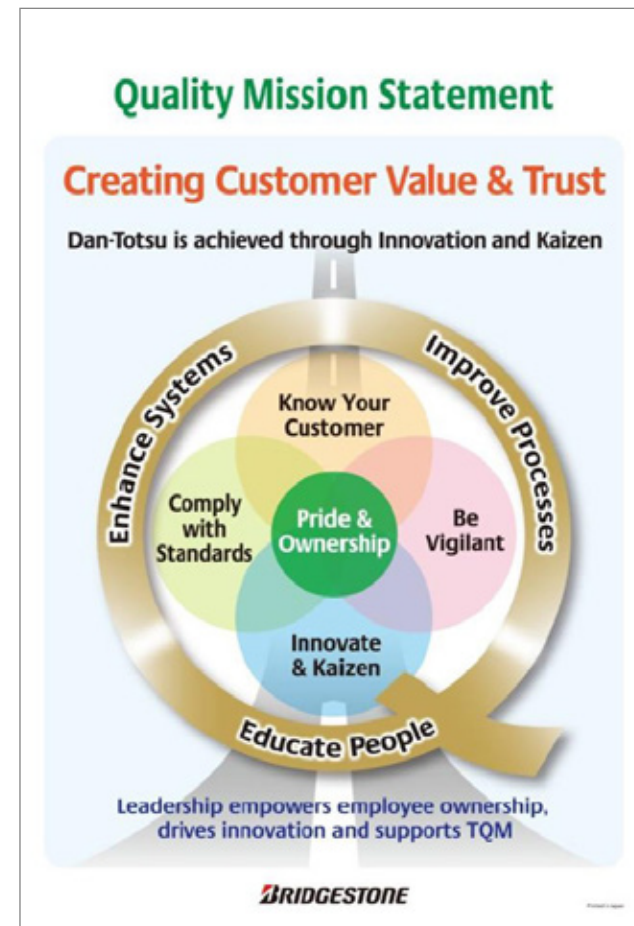 Quality Mission Statement
Creating Customer Value & Trust
Dan-Totsu is achieved through Innovation and Kaizen
Enhance Systems
Improve Processes
Know Your
Customer
Comply
with
Standards
Pride &
Ownership
Be
Vigilant
Innovate
& Kaizen
Educate People
Leadership empowers employee ownership,
drives innovation and supports TQM
BRIDGESTONE